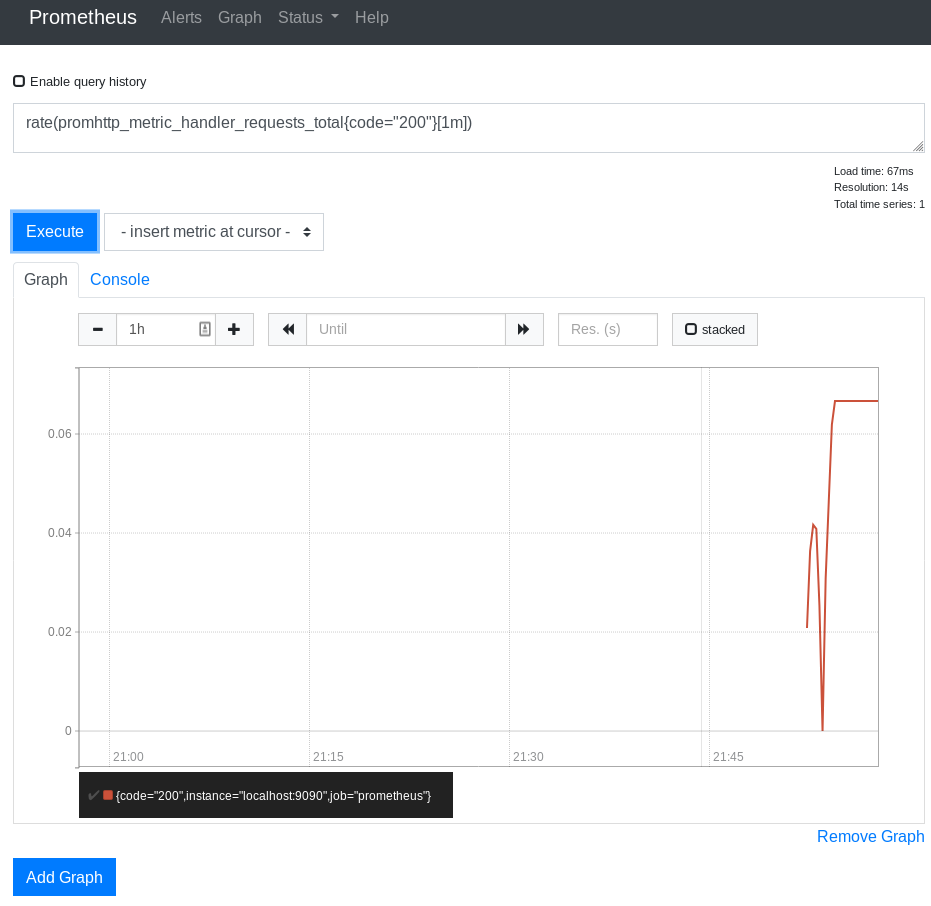 Prometheus Alerts Graph Status Help
Enable query history
rate(promhttp_metric_handler_requests_total{code="200"}[1m])
Load time: 67ms
Resolution: 14s
Total time series: 1
Execute - insert metric at cursor -
Graph Console
1h Until Res. (s) stacked
0.06
0.04
0.02
0
21:00 21:15 21:30 21:45
{code="200",instance="localhost:9090",job="prometheus"}
Remove Graph
Add Graph